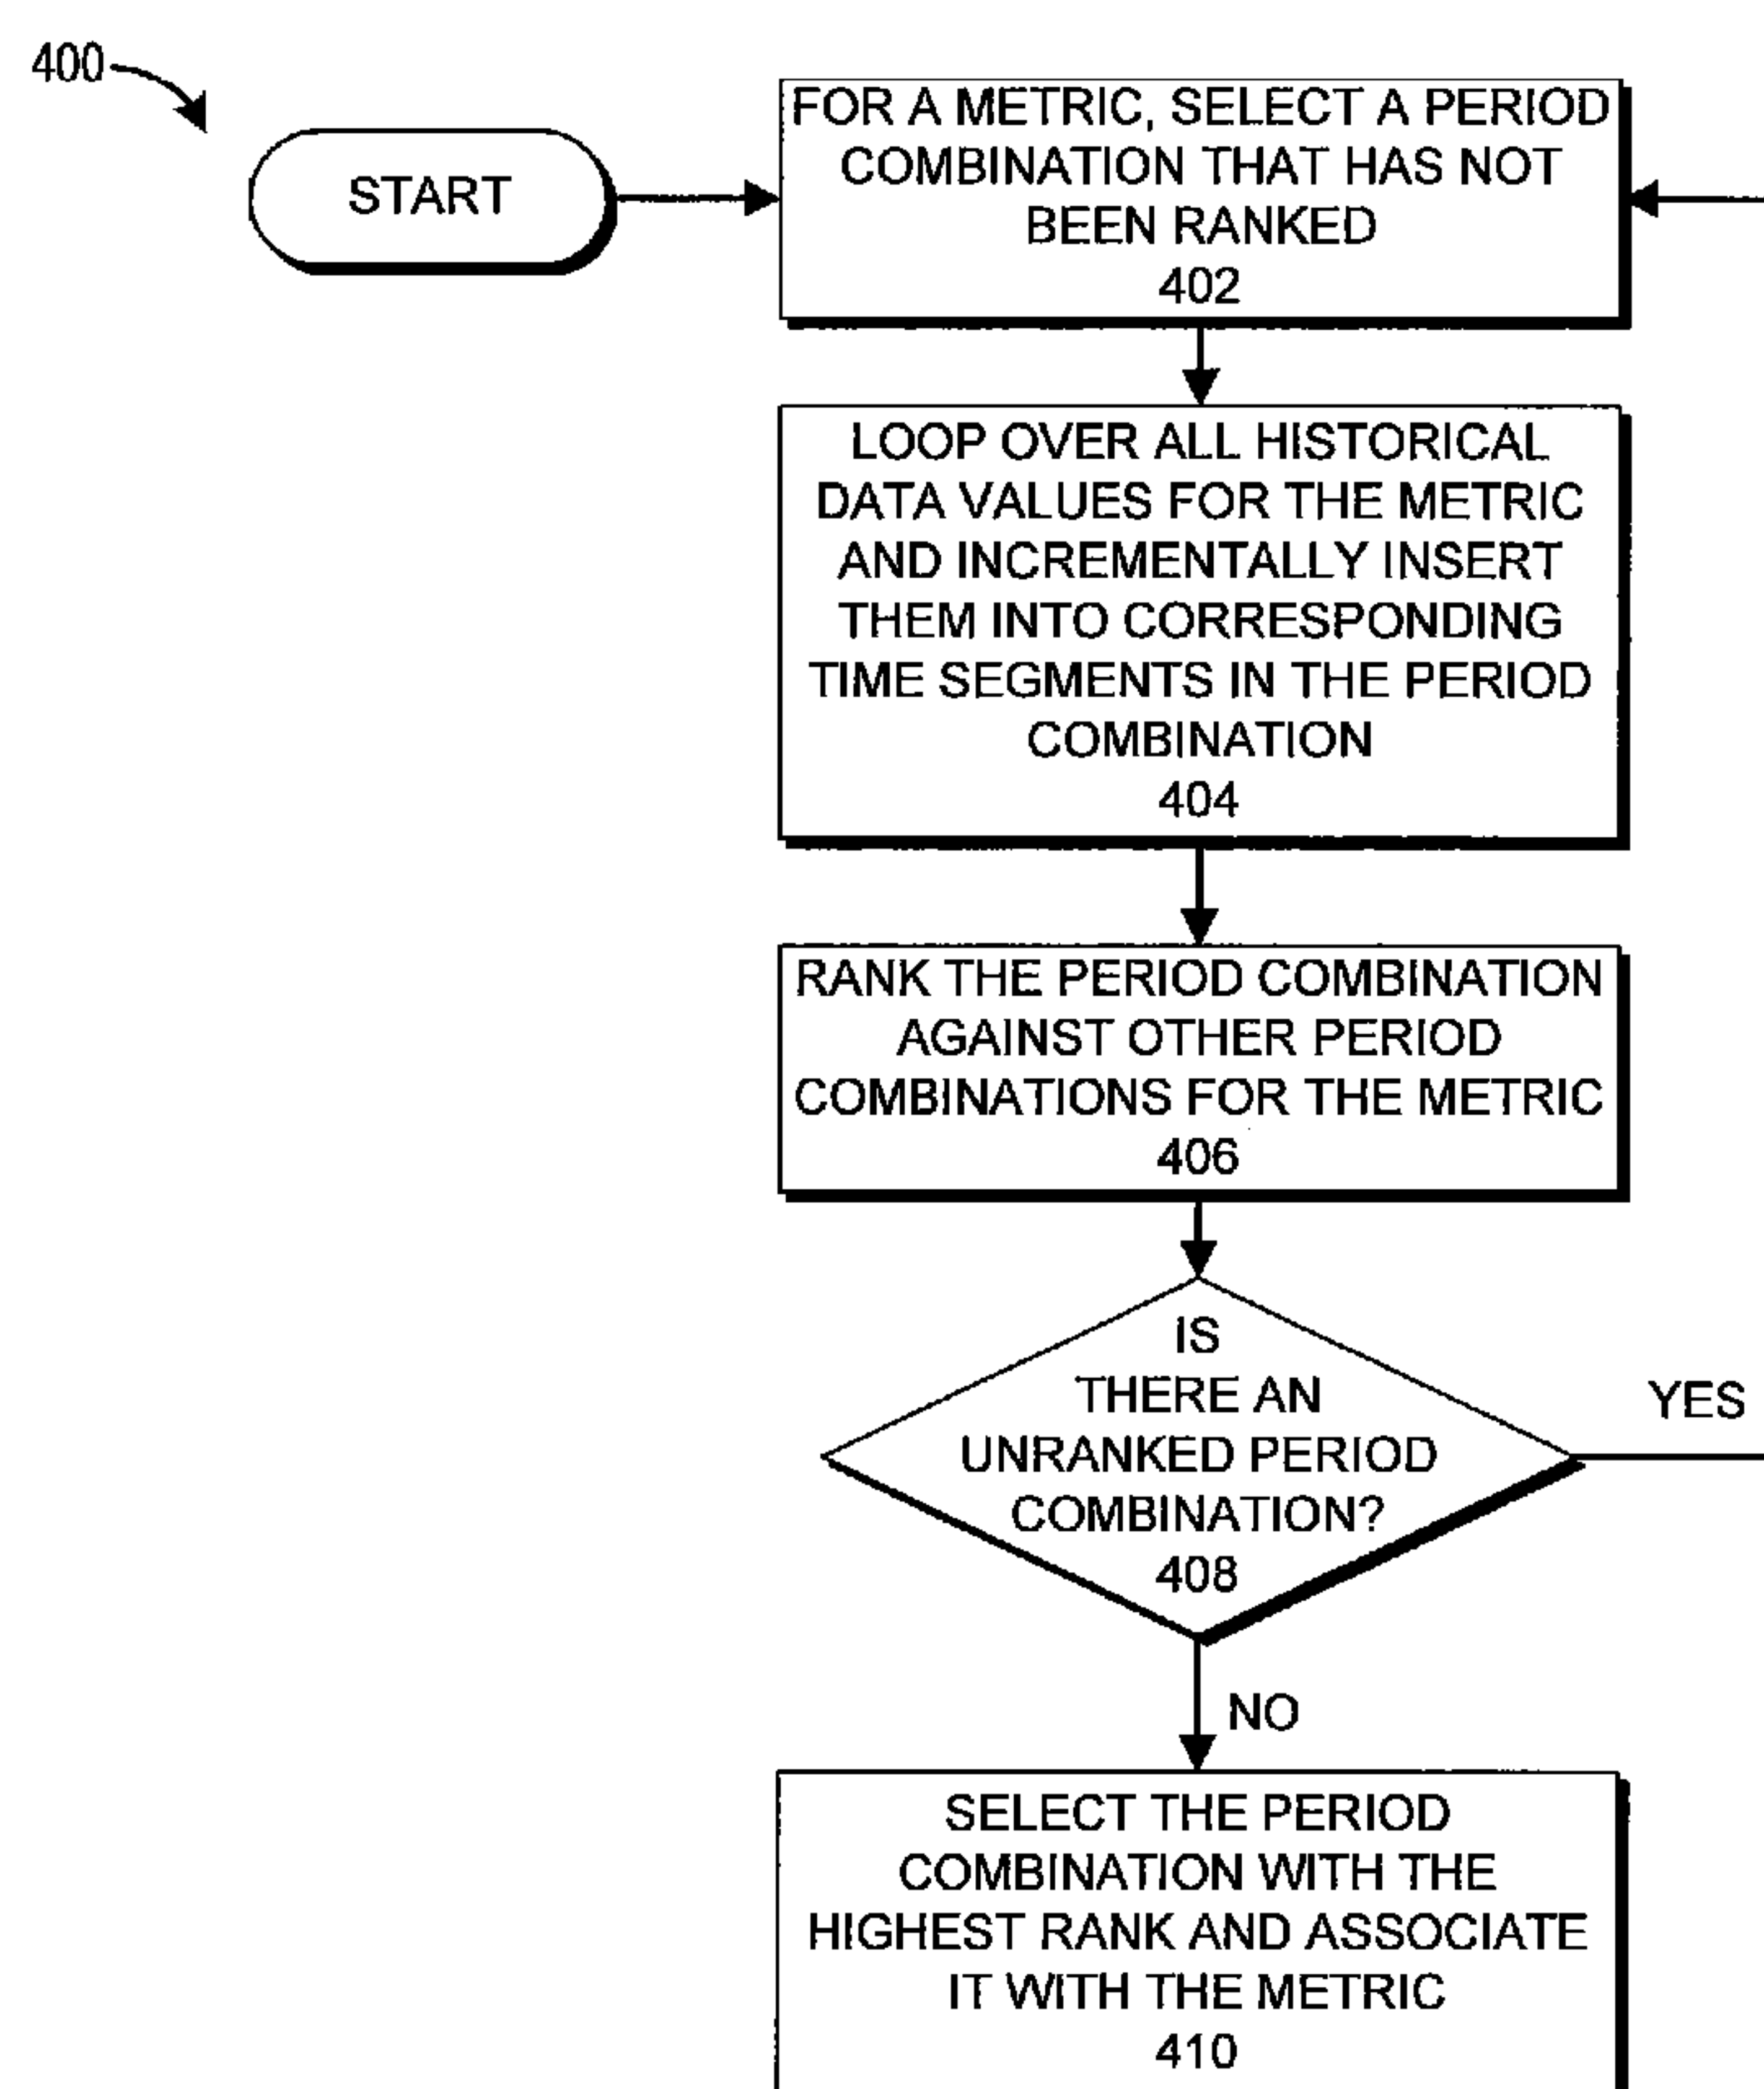 400
START
FOR A METRIC, SELECT A PERIOD
COMBINATION THAT HAS NOT
BEEN RANKED
402
LOOP OVER ALL HISTORICAL
DATA VALUES FOR THE METRIC
AND INCREMENTALLY INSERT
THEM INTO CORRESPONDING
TIME SEGMENTS IN THE PERIOD
COMBINATION
404
RANK THE PERIOD COMBINATION
AGAINST OTHER PERIOD
COMBINATIONS FOR THE METRIC
406
IS
THERE AN
UNRANKED PERIOD
COMBINATION?
408
YES
NO
SELECT THE PERIOD
COMBINATION WITH THE
HIGHEST RANK AND ASSOCIATE
IT WITH THE METRIC
410